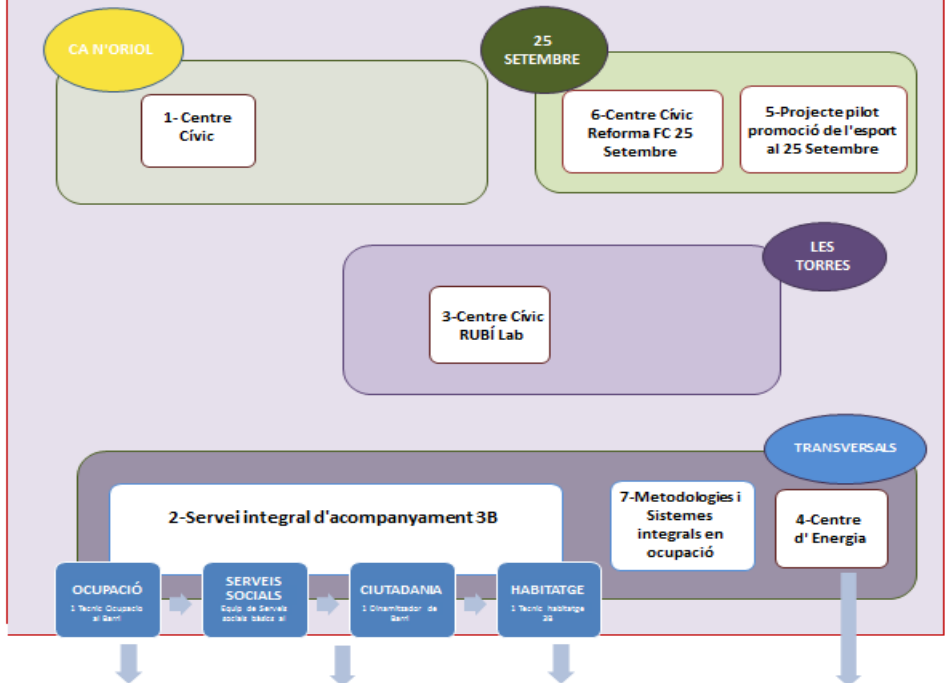 CA N'ORIOL
1- Centre
Cívic
25
SETEMBRE
6-Centre Cívic
Reforma FC 25
Setembre
5-Projecte pilot
promoció de l'esport
al 25 Setembre
LES
TORRES
3-Centre Cívic
RUBÍ Lab
TRANSVERSALS
2-Servei integral d'acompanyament 3B
7-Metodologies i
Sistemes
integrals en
ocupació
4-Centre
d' Energia
OCUPACIÓ
1 Tecnic Ocupacio
al Barri
SERVEIS
SOCIALS
Equip de Serveis
socials bàsics al
CIUTADANIA
1 Dinamitzador de
Barri
HABITATGE
1 Tecnic habitatge